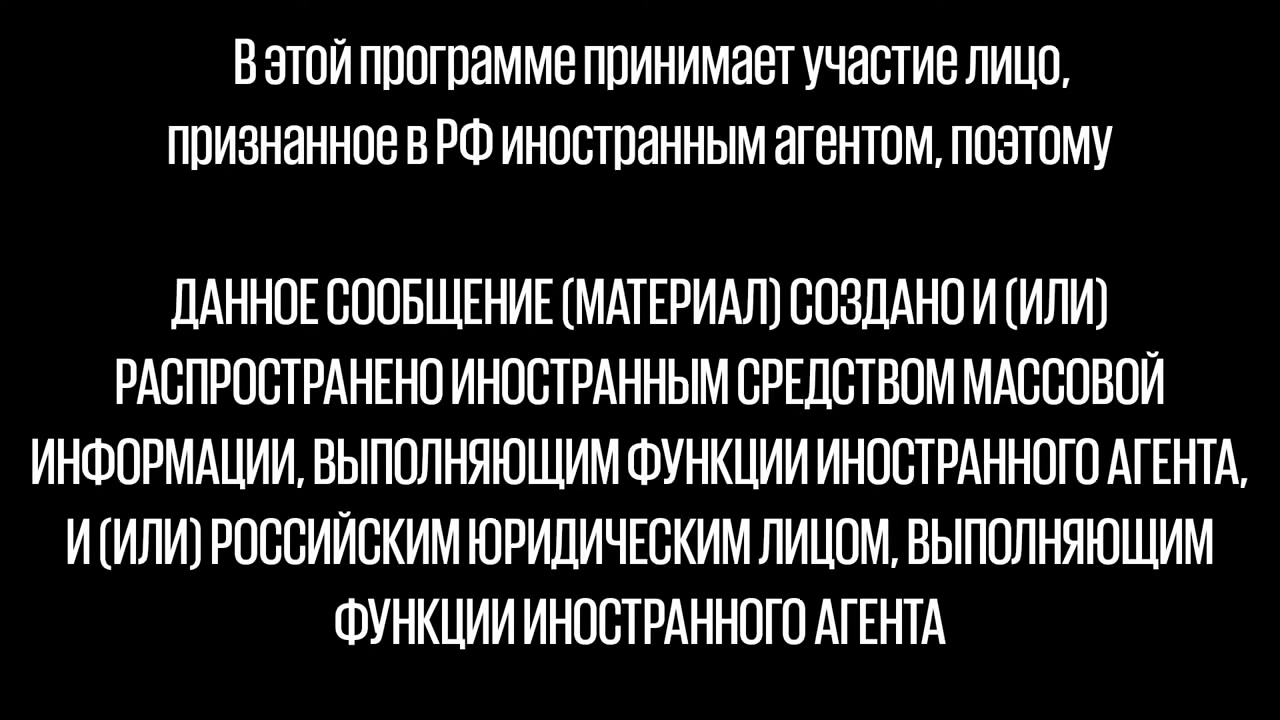 В этой программе принимает участие лицо,
признанное в РФ иностранным агентом, поэтому
ДАННОЕ СООБЩЕНИЕ (МАТЕРИАЛ) СОЗДАНО И (ИЛИ)
РАСПРОСТРАНЕНО ИНОСТРАННЫМ СРЕДСТВОМ МАССОВОЙ
ИНФОРМАЦИИ, ВЫПОЛНЯЮЩИМ ФУНКЦИИ ИНОСТРАННОГО АГЕНТА,
И (ИЛИ) РОССИЙСКИМ ЮРИДИЧЕСКИМ ЛИЦОМ, ВЫПОЛНЯЮЩИМ
ФУНКЦИИ ИНОСТРАННОГО АГЕНТА